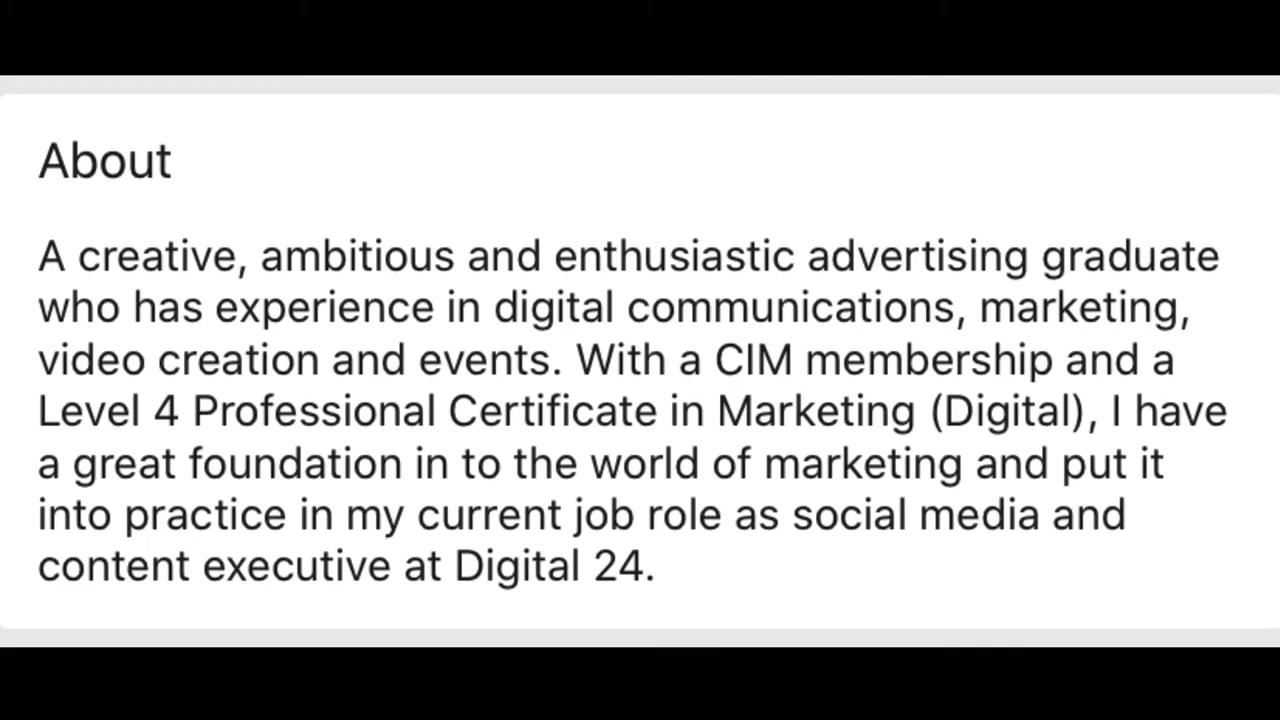 About
A creative, ambitious and enthusiastic advertising graduate
who has experience in digital communications, marketing,
video creation and events. With a CIM membership and a
Level 4 Professional Certificate in Marketing (Digital), I have
a great foundation in to the world of marketing and put it
into practice in my current job role as social media and
content executive at Digital 24.